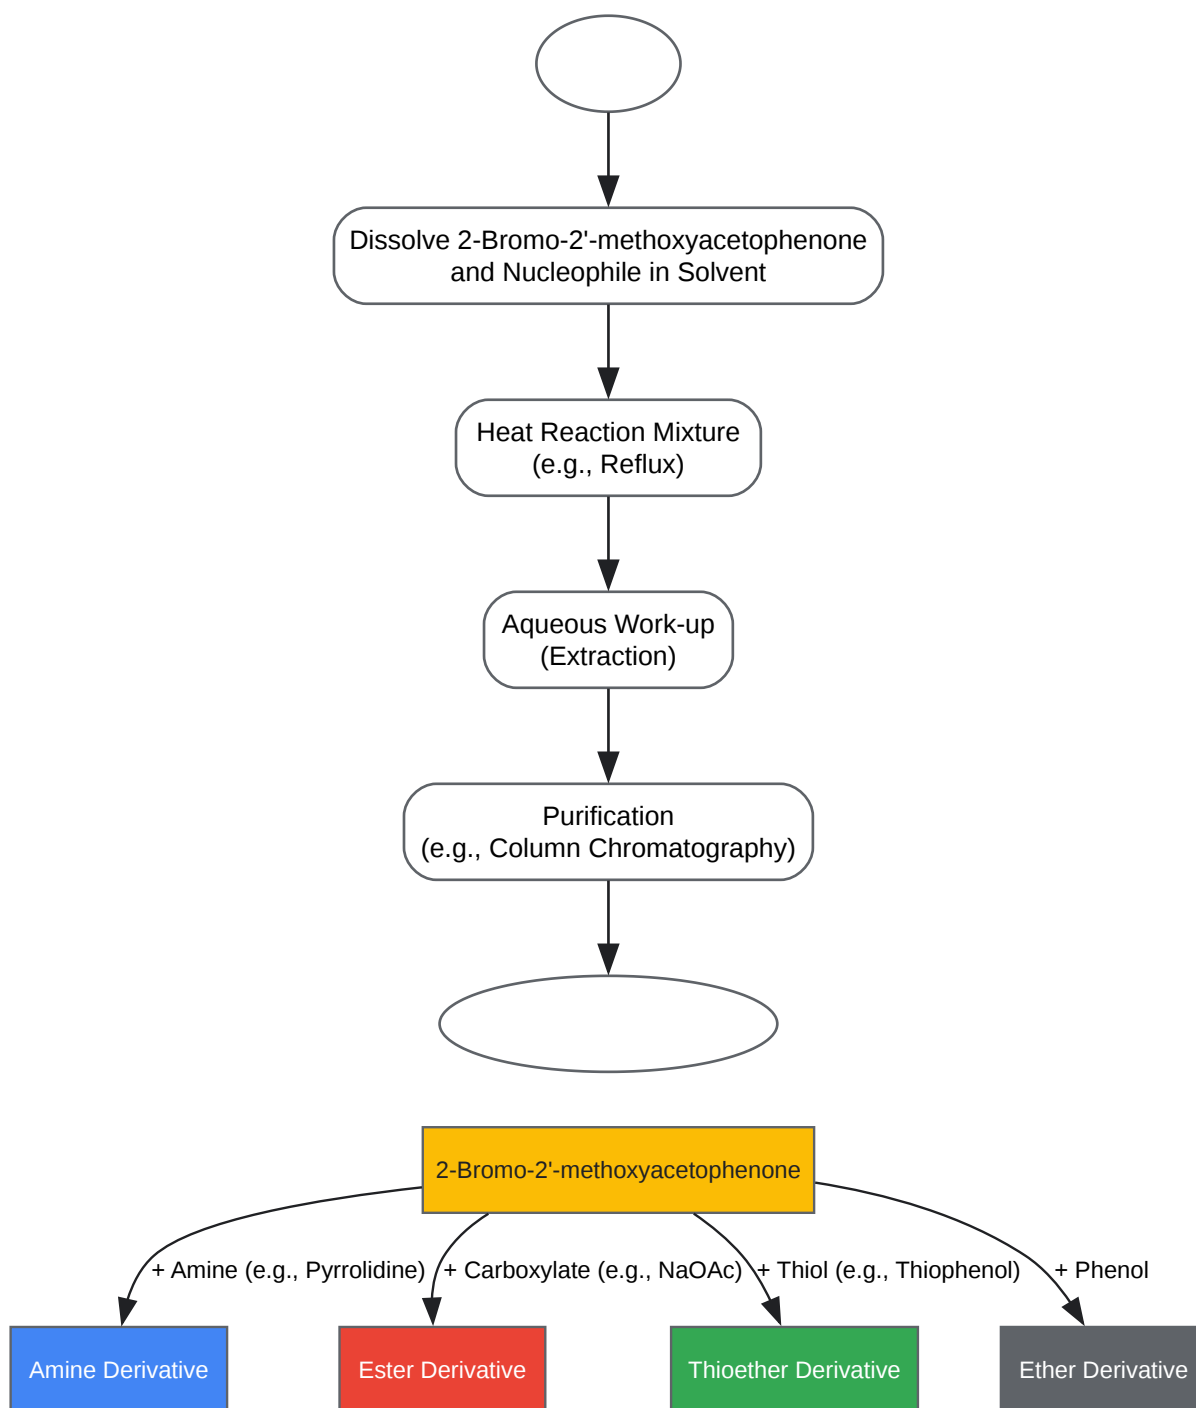 Dissolve 2-Bromo-2'-methoxyacetophenone
and Nucleophile in Solvent
Heat Reaction Mixture
(e.g., Reflux)
Aqueous Work-up
(Extraction)
Purification
(e.g., Column Chromatography)
2-Bromo-2'-methoxyacetophenone
+ Amine (e.g., Pyrrolidine)
+ Carboxylate (e.g., NaOAc)
+ Thiol (e.g., Thiophenol)
+ Phenol
Amine Derivative
Ester Derivative
Thioether Derivative
Ether Derivative